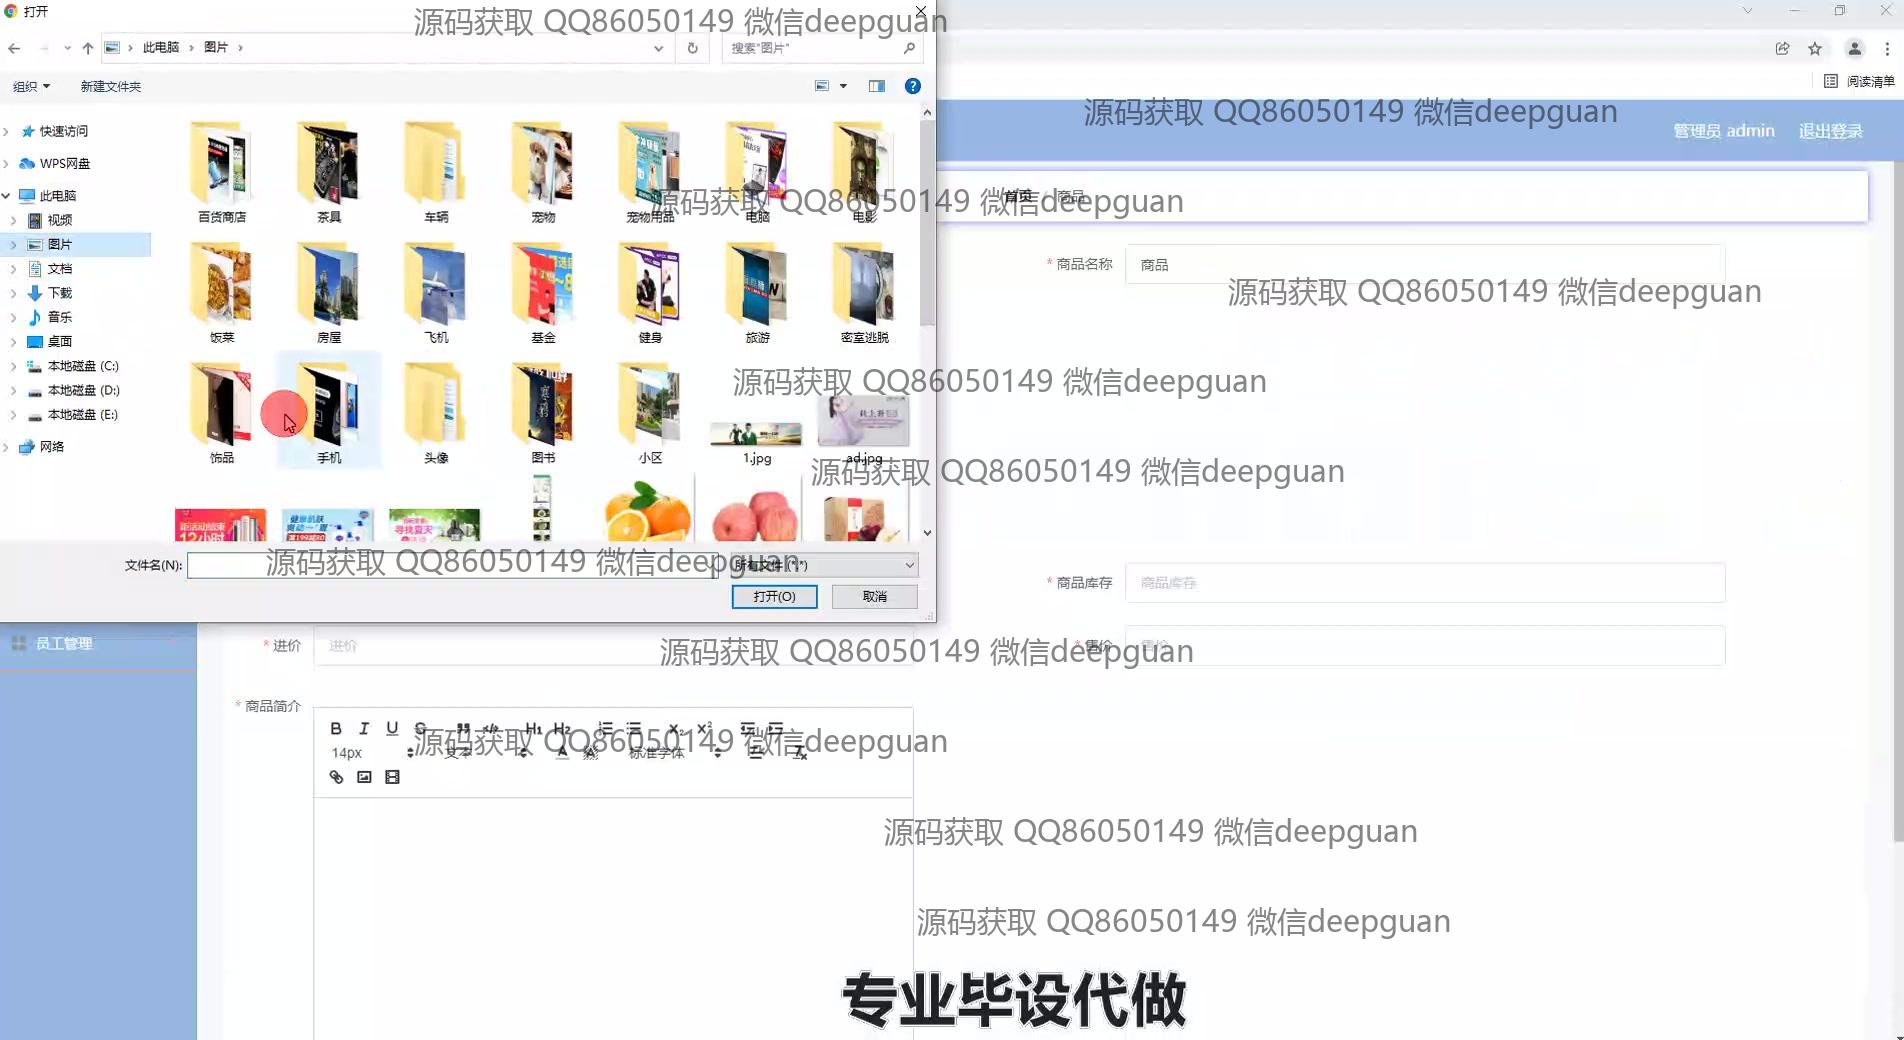 打开
源码获取 QQ86050149 微信deepguan
此电脑 › 图片 ›
搜索"图片"
组织
新建文件夹
阅读清单
源码获取 QQ86050149 微信deepguan
管理员 admin
退出登录
快速访问
WPS网盘
此电脑
视频
图片
文档
下载
音乐
桌面
本地磁盘 (C:)
本地磁盘 (D:)
本地磁盘 (E:)
网络
百货商店
茶具
车辆
宠物
宠物用品
电脑
电影
源码获取 QQ86050149 微信deepguan
首页
商品
* 商品名称
商品
源码获取 QQ86050149 微信deepguan
饭菜
房屋
飞机
基金
健身
旅游
密室逃脱
源码获取 QQ86050149 微信deepguan
饰品
手机
头像
图书
小区
1.jpg
ad.jpg
源码获取 QQ86050149 微信deepguan
距活动结束
12小时
文件名(N):
源码获取 QQ86050149 微信deepguan
所有文件 (*.*)
打开(O)
取消
* 商品库存
商品库存
员工管理
* 进价
进价
源码获取 QQ86050149 微信deepguan
* 售价
售价
* 商品简介
B I U S H1 H2 X₂ X²
源码获取 QQ86050149 微信deepguan
14px
文本
标准字体
源码获取 QQ86050149 微信deepguan
源码获取 QQ86050149 微信deepguan
专业毕设代做